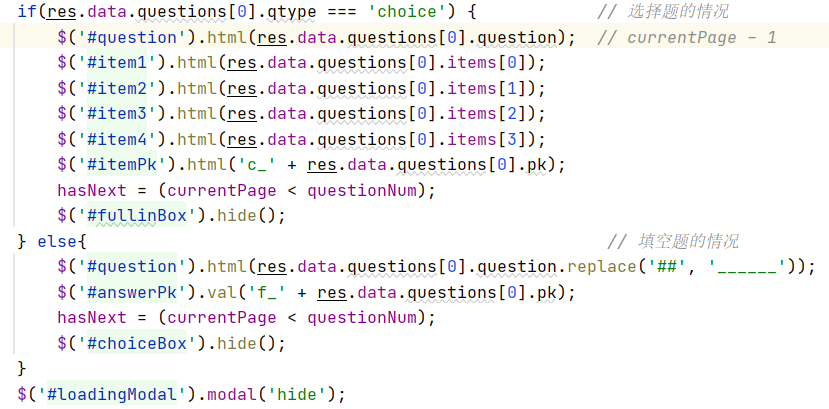 if(res.data.questions[0].qtype === 'choice') { // 选择题的情况
$('#question').html(res.data.questions[0].question); // currentPage - 1
$('#item1').html(res.data.questions[0].items[0]);
$('#item2').html(res.data.questions[0].items[1]);
$('#item3').html(res.data.questions[0].items[2]);
$('#item4').html(res.data.questions[0].items[3]);
$('#itemPk').html('c_' + res.data.questions[0].pk);
hasNext = (currentPage < questionNum);
$('#fullinBox').hide();
} else{ // 填空题的情况
$('#question').html(res.data.questions[0].question.replace('##', '______'));
$('#answerPk').val('f_' + res.data.questions[0].pk);
hasNext = (currentPage < questionNum);
$('#choiceBox').hide();
}
$('#loadingModal').modal('hide');